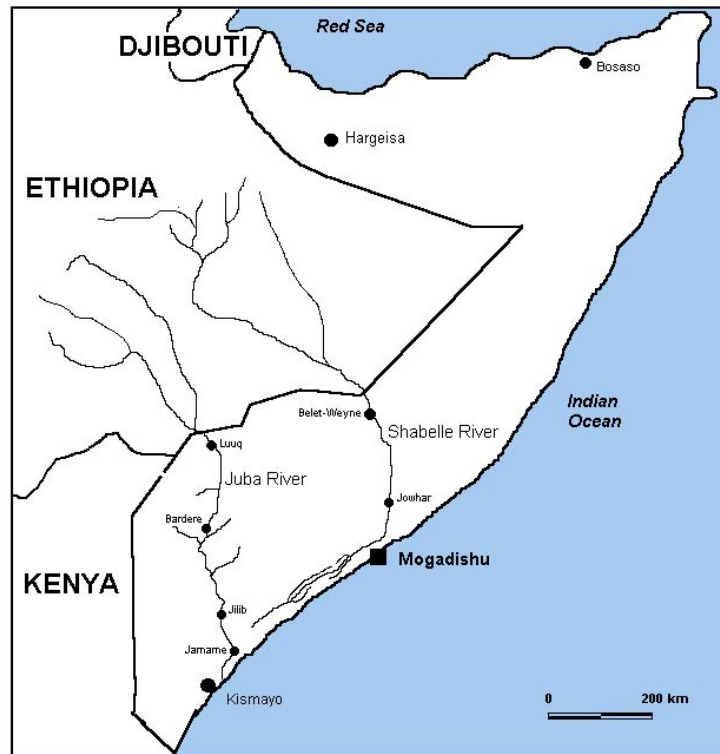 Red Sea
DJIBOUTI
Bosaso
Hargeisa
ETHIOPIA
Indian
Ocean
Belet-Weyne
Shabelle River
Luuq
Juba River
Jowhar
Bardere
Mogadishu
KENYA
Jilib
Jamame
Kismayo
0 200 km